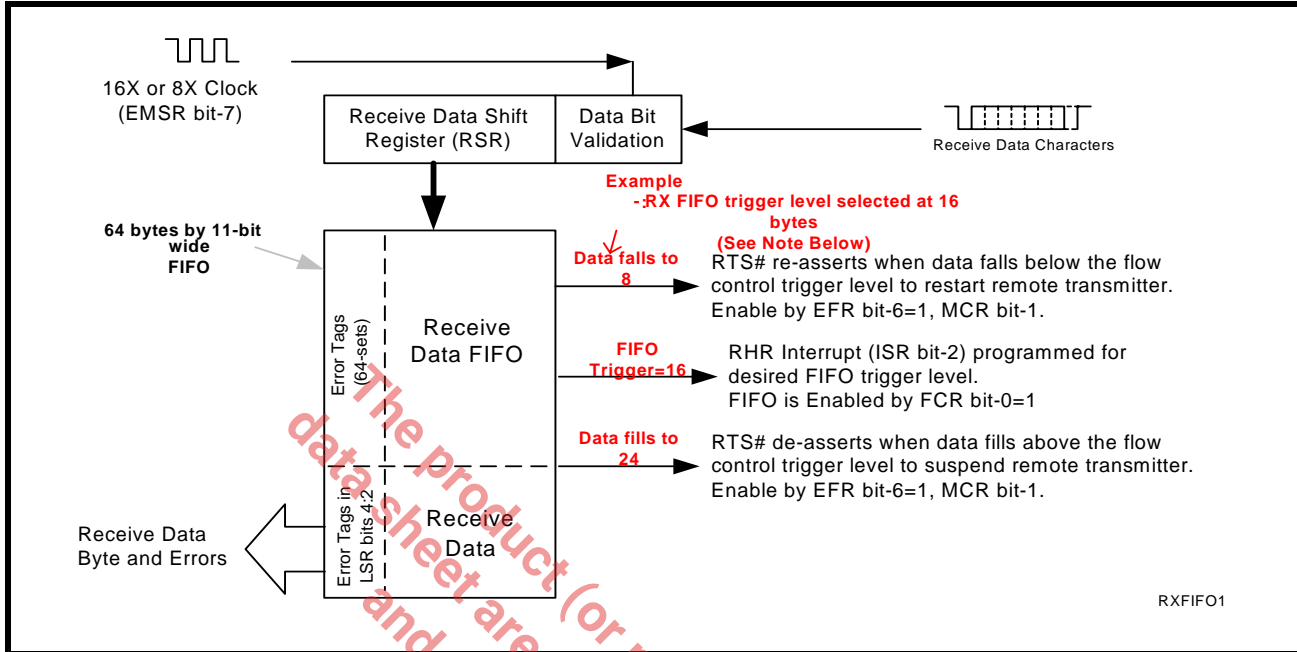 16X or 8X Clock
(EMSR bit-7)
Receive Data Shift
Register (RSR)
Data Bit
Validation
Receive Data Characters
Example
-:RX FIFO trigger level selected at 16
bytes
(See Note Below)
64 bytes by 11-bit
wide
FIFO
Data falls to
8
RTS# re-asserts when data falls below the flow
control trigger level to restart remote transmitter.
Enable by EFR bit-6=1, MCR bit-1.
Error Tags
(64-sets)
Receive
Data FIFO
FIFO
Trigger=16
RHR Interrupt (ISR bit-2) programmed for
desired FIFO trigger level.
FIFO is Enabled by FCR bit-0=1
Data fills to
24
RTS# de-asserts when data fills above the flow
control trigger level to suspend remote transmitter.
Enable by EFR bit-6=1, MCR bit-1.
Error Tags in
LSR bits 4:2
Receive
Data
Receive Data
Byte and Errors
RXFIFO1
The product (or
data sheet are
and